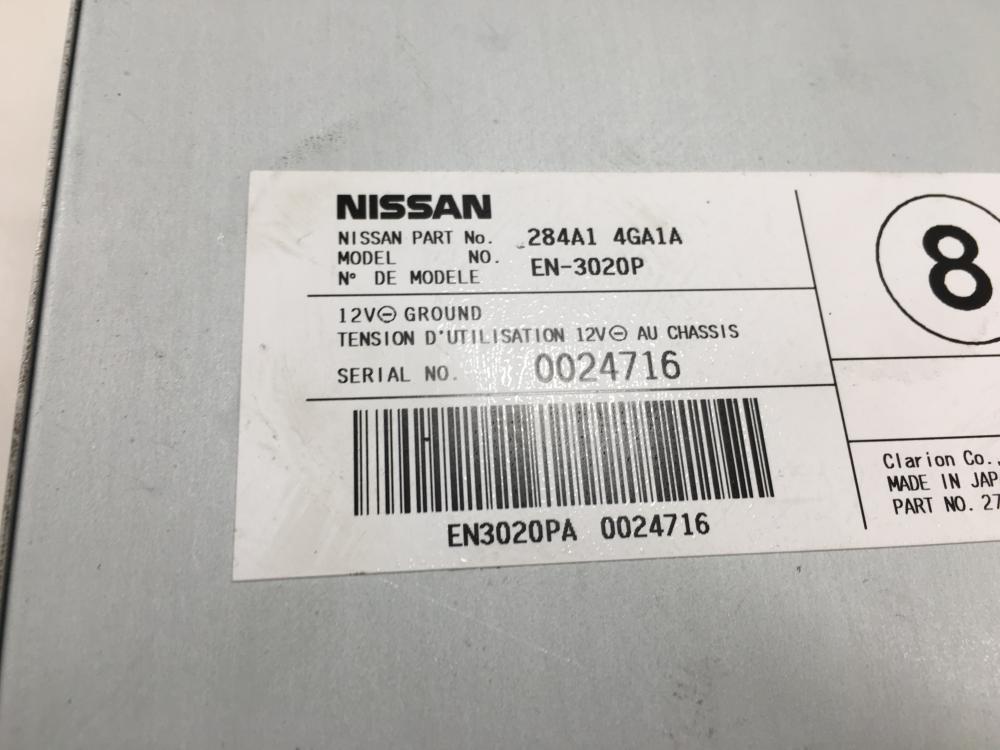 NISSAN
NISSAN PART No. 284A1 4GA1A
MODEL NO. EN-3020P
N° DE MODELE
12V⊖ GROUND
TENSION D'UTILISATION 12V⊖ AU CHASSIS
SERIAL NO. 0024716
EN3020PA 0024716
8
Clarion Co.,
MADE IN JAP
PART NO. 27